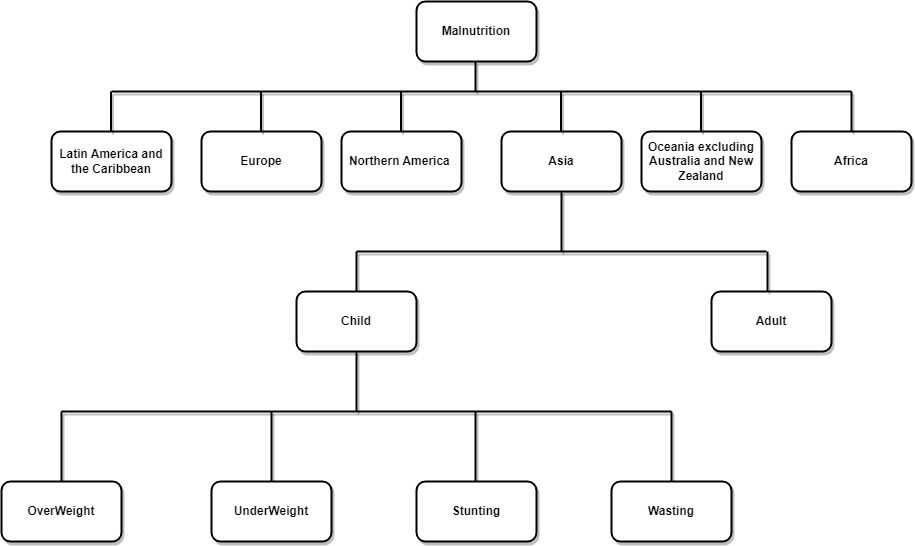 Malnutrition
Latin America and
the Caribbean
Europe
Northern America
Asia
Oceania excluding
Australia and New
Zealand
Africa
Child
Adult
OverWeight
UnderWeight
Stunting
Wasting